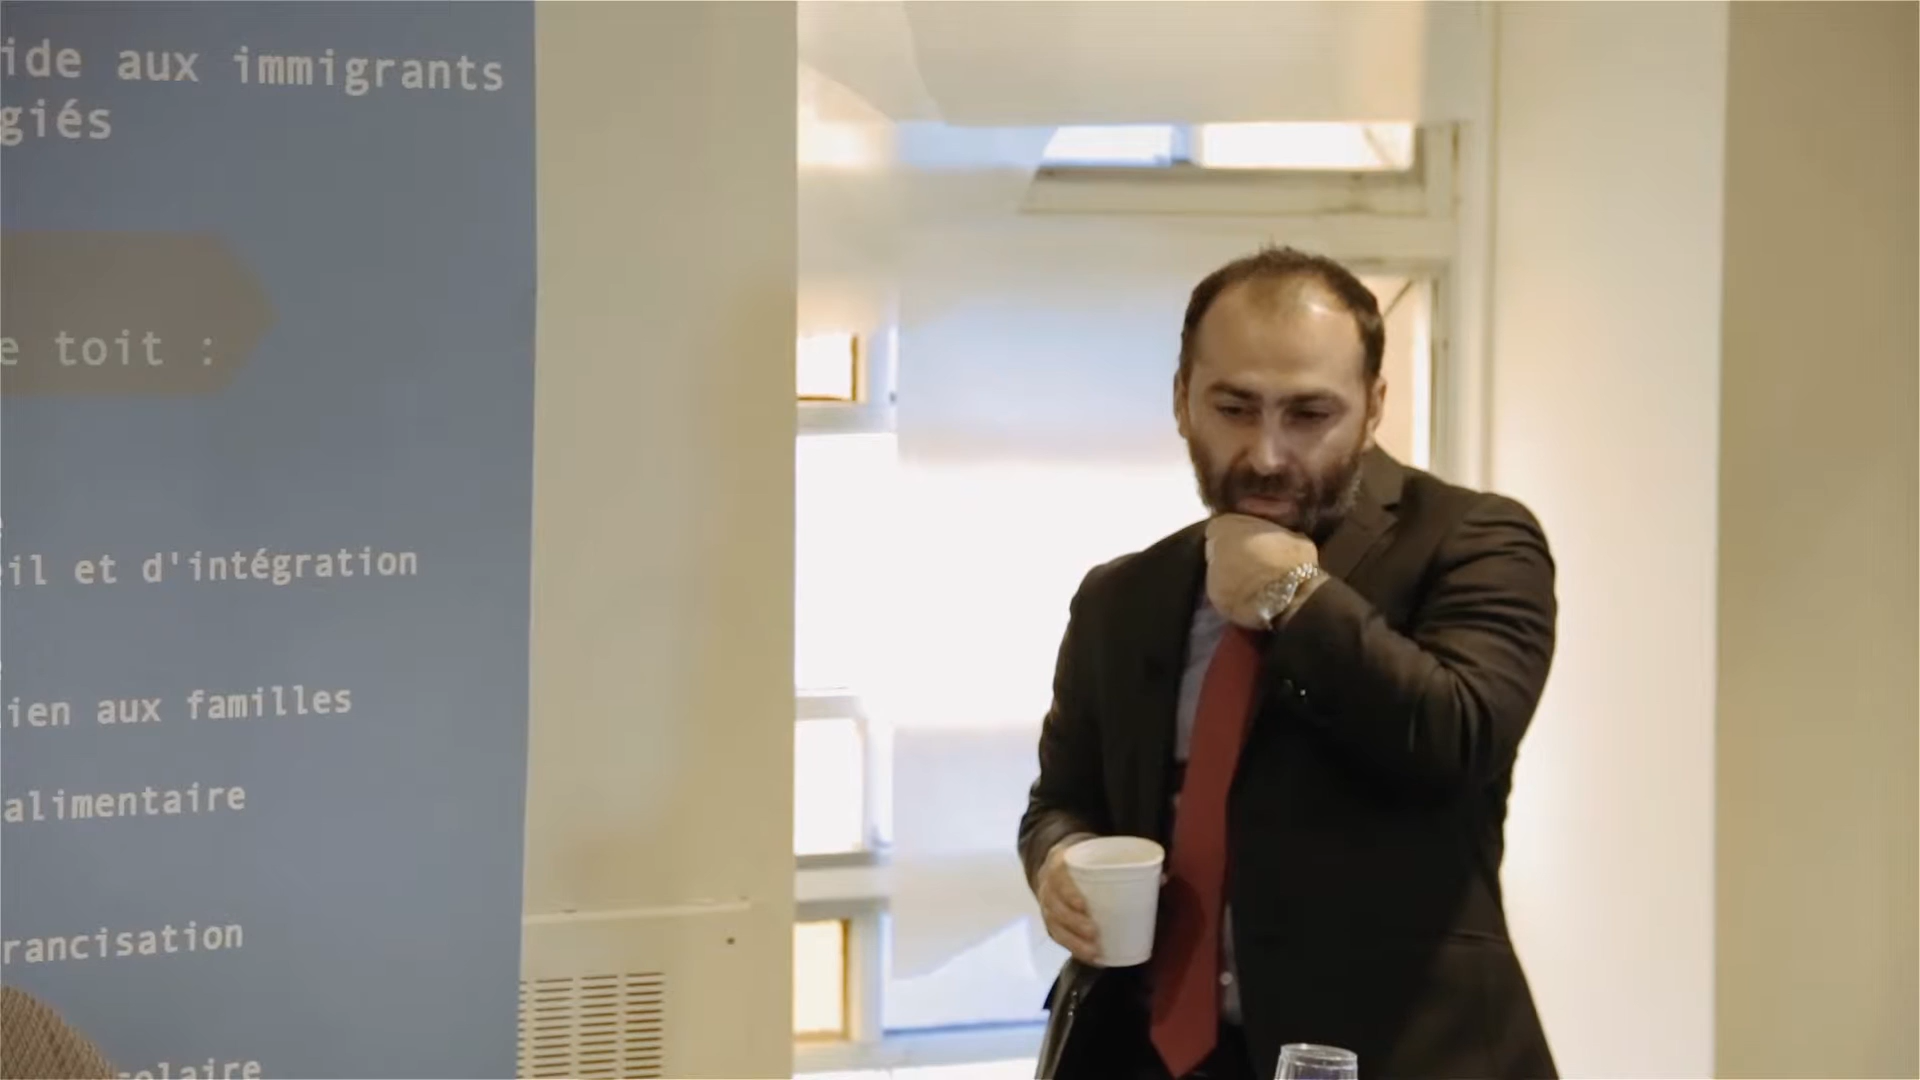 ide aux immigrants
giés
e toit :
il et d'intégration
ien aux familles
alimentaire
rancisation
olaire